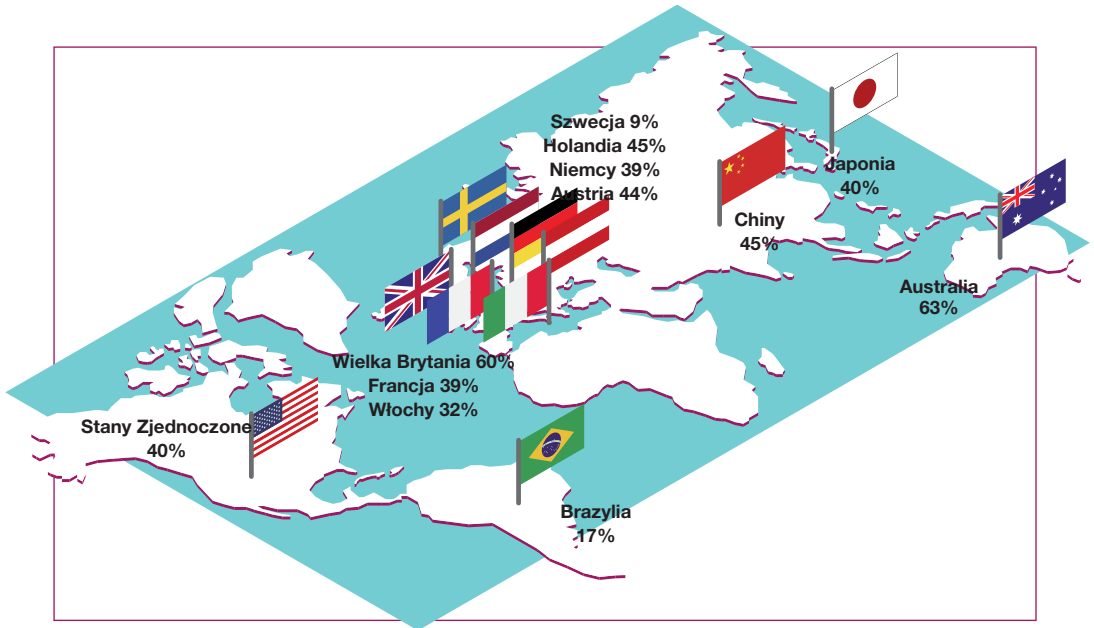 Szwecja 9%
Holandia 45%
Niemcy 39%
Austria 44%
Japonia
40%
Chiny
45%
Australia
63%
Wielka Brytania 60%
Francja 39%
Włochy 32%
Stany Zjednoczone
40%
Brazylia
17%